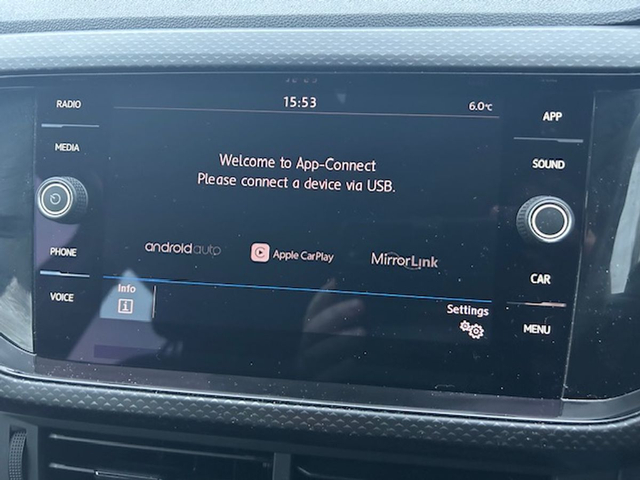 RADIO
MEDIA
PHONE
VOICE
15:53
6.0°C
Welcome to App-Connect
Please connect a device via USB.
androidauto
Apple CarPlay
MirrorLink
Info
Settings
APP
SOUND
CAR
MENU